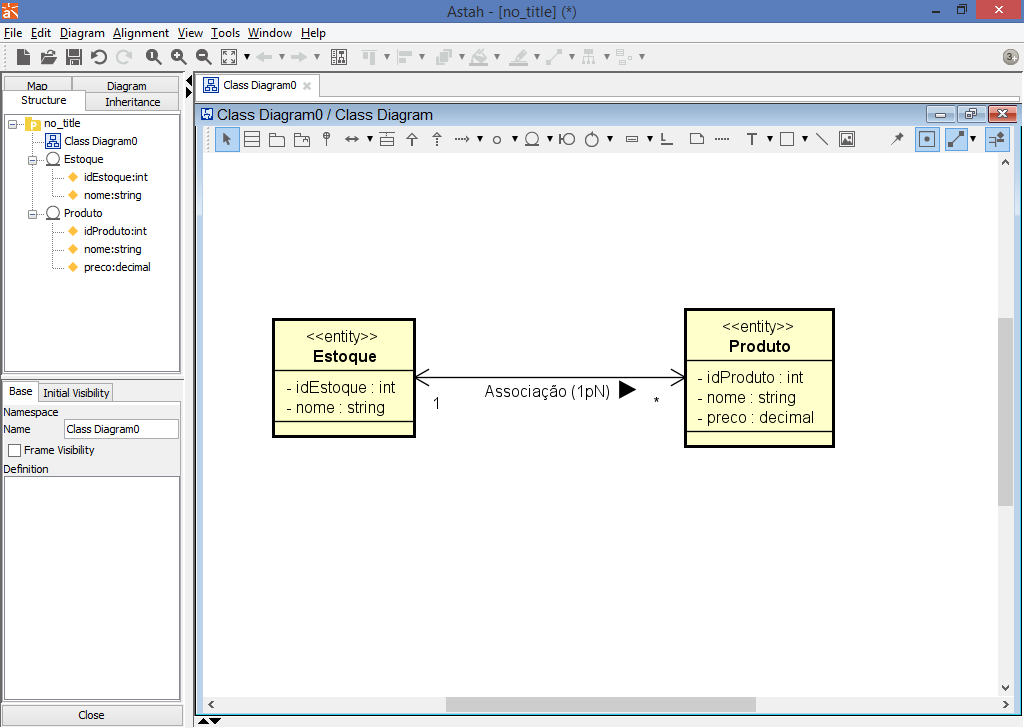 Astah - [no_title] (*)
File Edit Diagram Alignment View Tools Window Help
3+
Map Diagram
Structure Inheritance
Class Diagram0
no_title
Class Diagram0
Estoque
idEstoque:int
nome:string
Produto
idProduto:int
nome:string
preco:decimal
Class Diagram0 / Class Diagram
T
<<entity>>
Estoque
- idEstoque : int
- nome : string
1
Associação (1pN)
*
<<entity>>
Produto
- idProduto : int
- nome : string
- preco : decimal
Base Initial Visibility
Namespace
Name Class Diagram0
Frame Visibility
Definition
Close